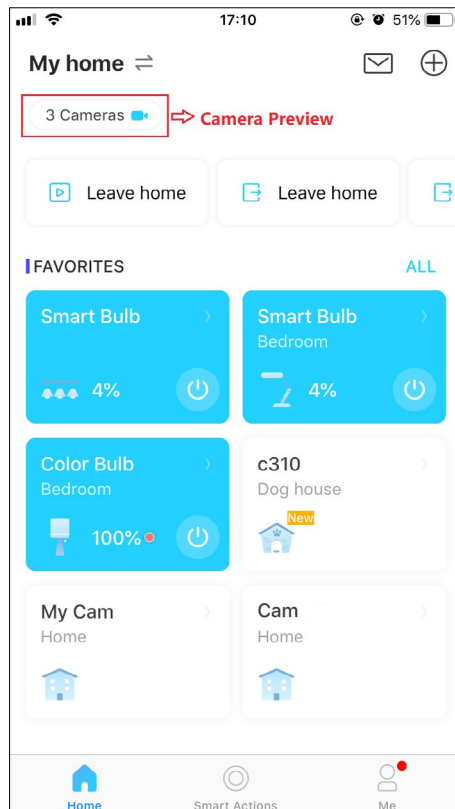 17:10
51%
My home
3 Cameras
Camera Preview
Leave home
Leave home
FAVORITES
ALL
Smart Bulb
4%
Smart Bulb
Bedroom
4%
Color Bulb
Bedroom
100%
c310
Dog house
New
My Cam
Home
Cam
Home
Home
Smart Actions
Me